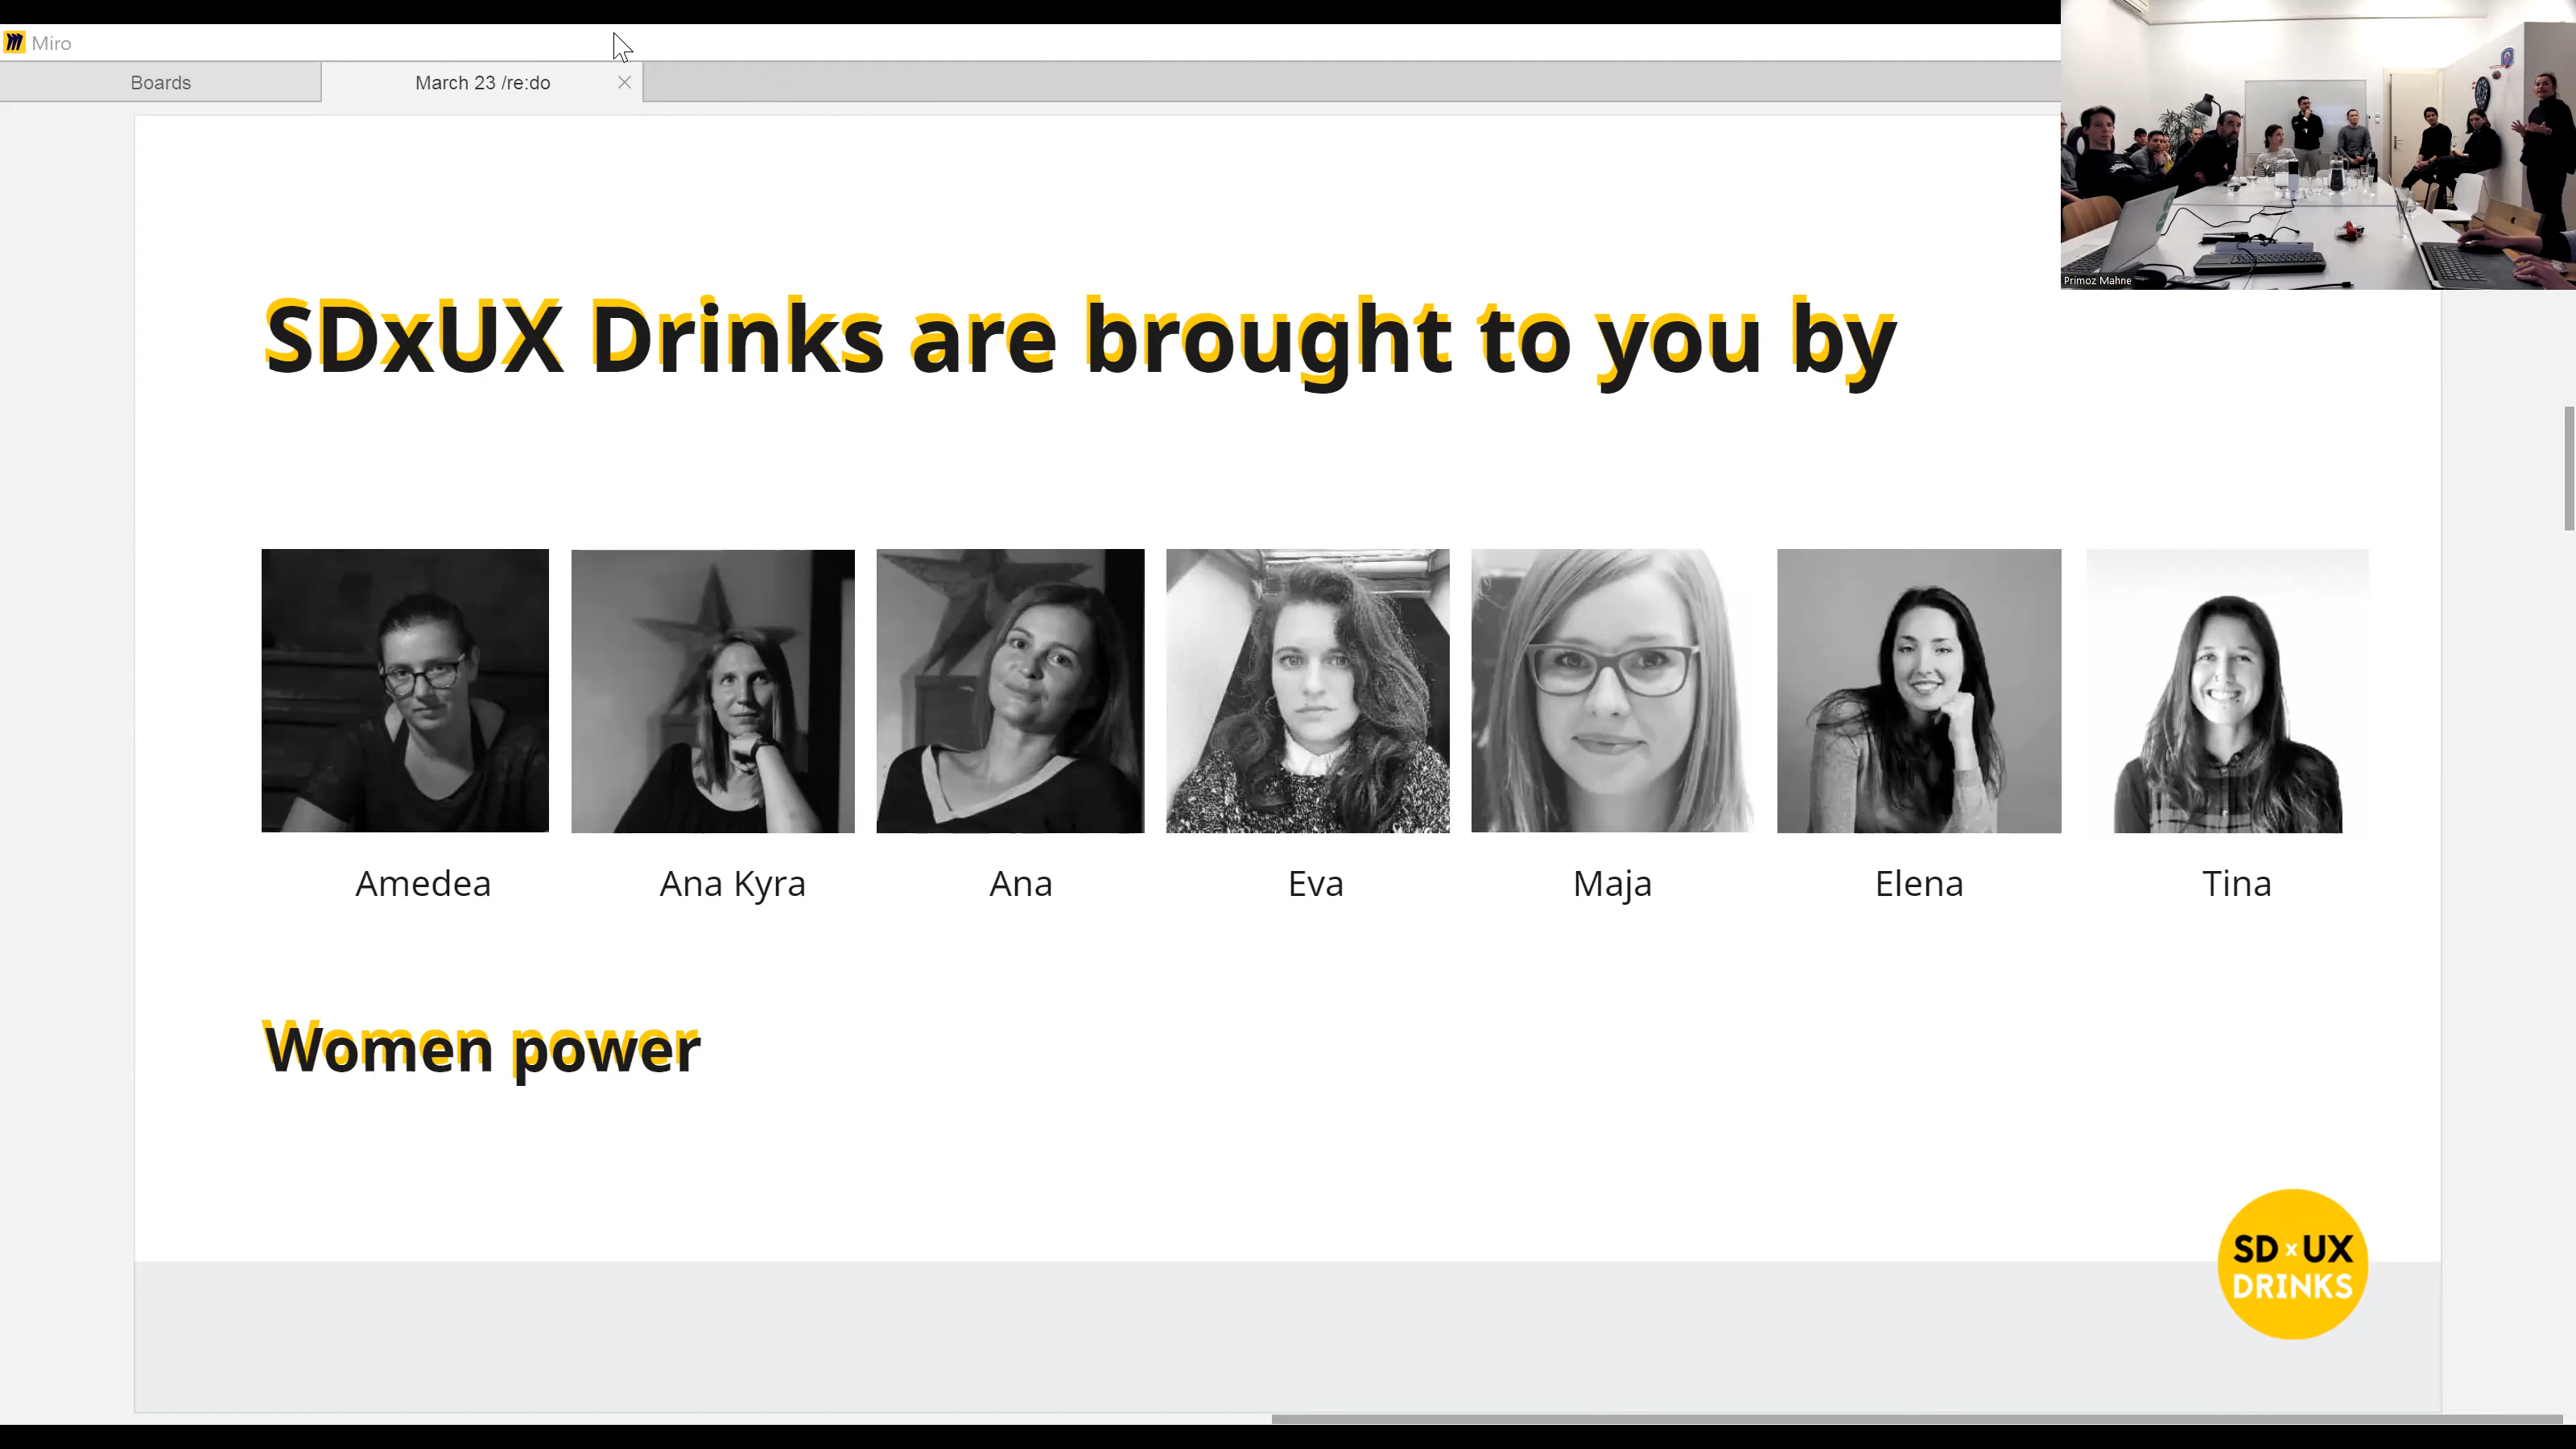 Miro
Boards
March 23 /re:do
Primoz Mahne
SDxUX Drinks are brought to you by
Amedea
Ana Kyra
Ana
Eva
Maja
Elena
Tina
Women power
SD x UX
DRINKS